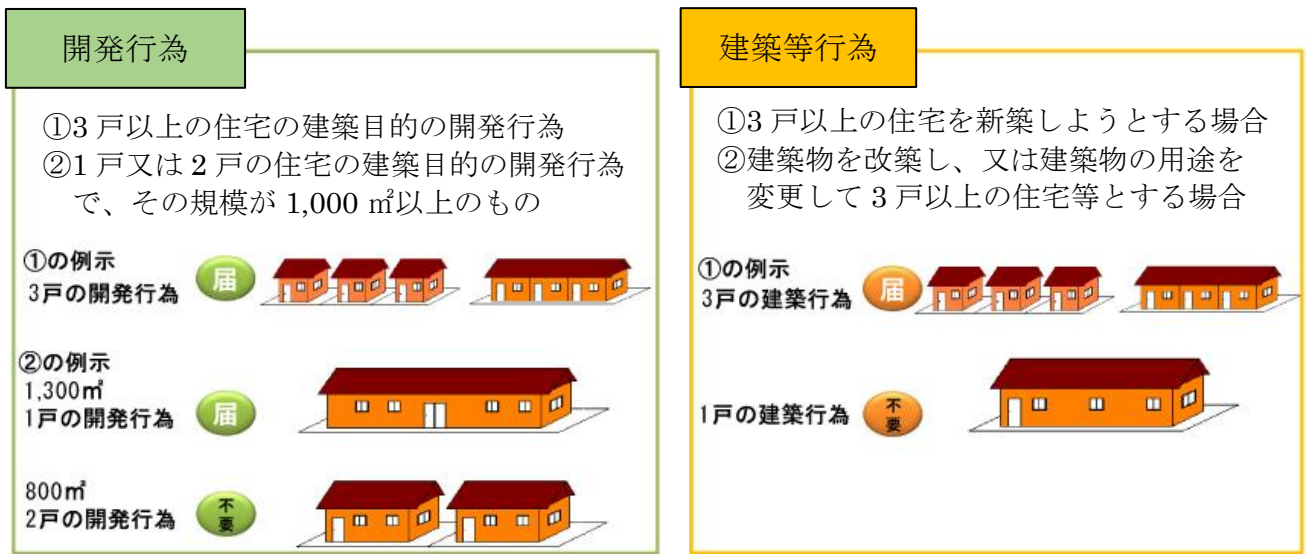 開発行為
①3 戸以上の住宅の建築目的の開発行為
②1 戸又は 2 戸の住宅の建築目的の開発行為
で、その規模が 1,000 ㎡以上のもの
①の例示
3戸の開発行為
届
②の例示
1,300㎡
1戸の開発行為
届
800㎡
2戸の開発行為
不
要
建築等行為
①3 戸以上の住宅を新築しようとする場合
②建築物を改築し、又は建築物の用途を
変更して 3 戸以上の住宅等とする場合
①の例示
3戸の建築行為
届
1戸の建築行為
不
要